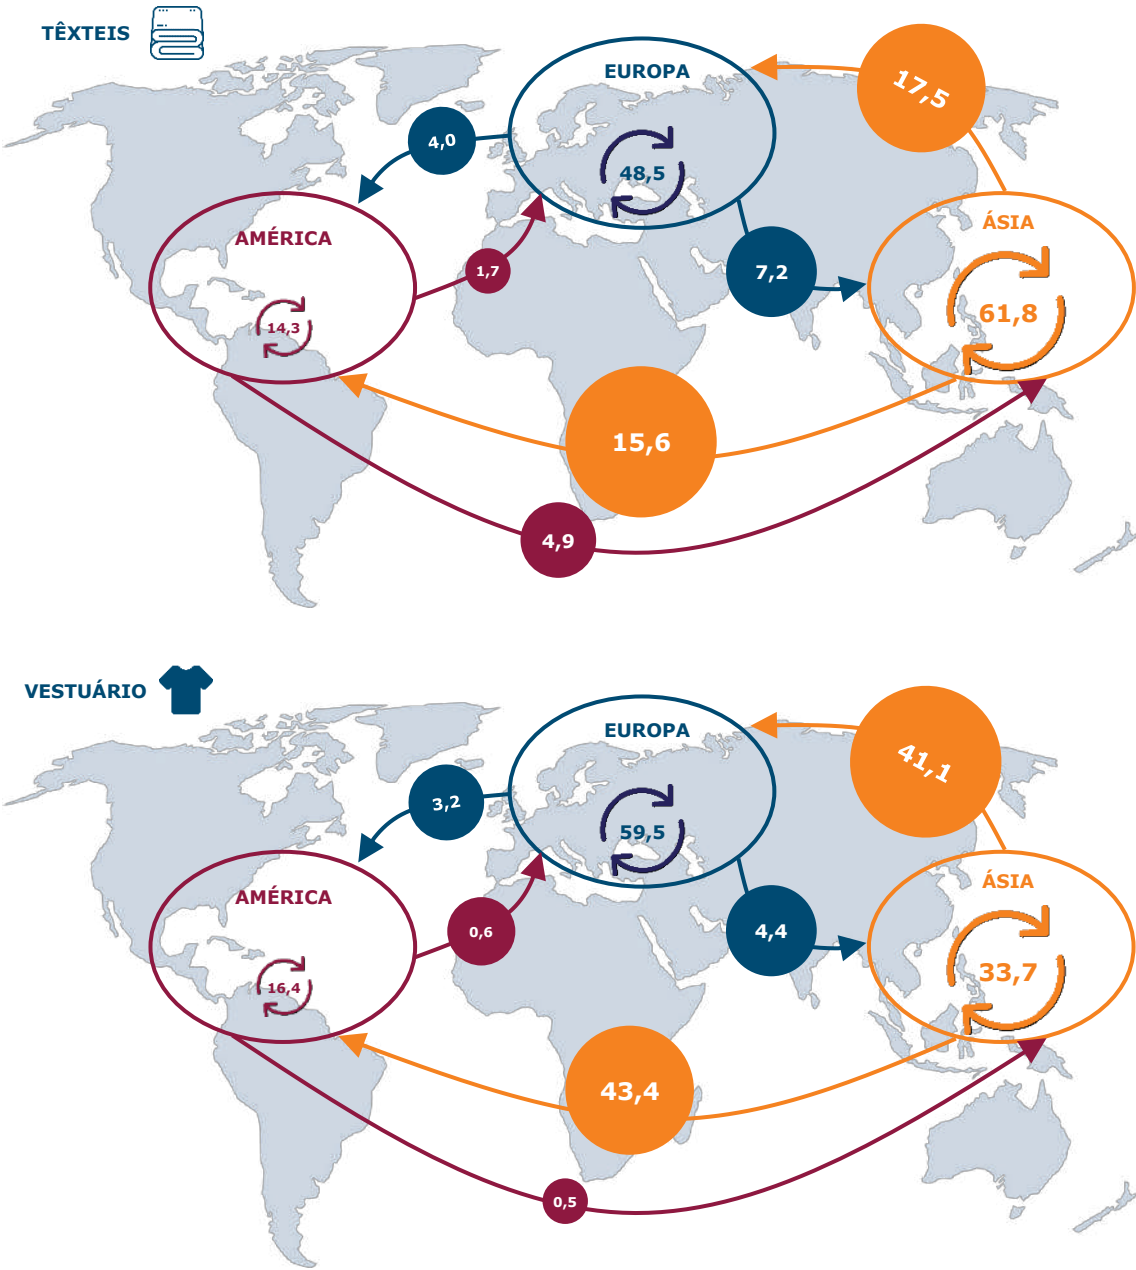 TÊXTEIS
EUROPA
17,5
4,0
48,5
AMÉRICA
ÁSIA
1,7
7,2
14,3
61,8
15,6
4,9
VESTUÁRIO
EUROPA
41,1
3,2
59,5
AMÉRICA
ÁSIA
0,6
4,4
16,4
33,7
43,4
0,5